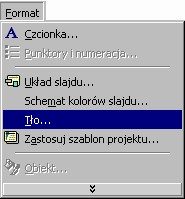 Format
Czcionka...
Punktory i numeracja...
Układ slajdu...
Schemat kolorów slajdu...
Tło...
Zastosuj szablon projektu...
Obiekt...